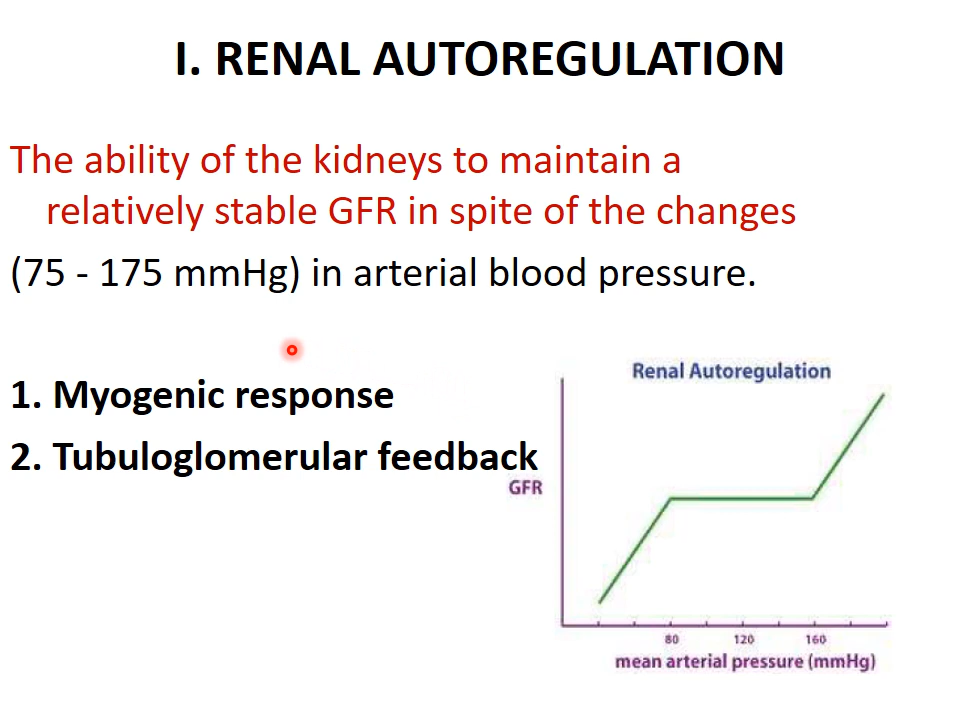 I. RENAL AUTOREGULATION
The ability of the kidneys to maintain a
relatively stable GFR in spite of the changes
(75 - 175 mmHg) in arterial blood pressure.
1. Myogenic response
2. Tubuloglomerular feedback
Renal Autoregulation
GFR
80 120 160
mean arterial pressure (mmHg)